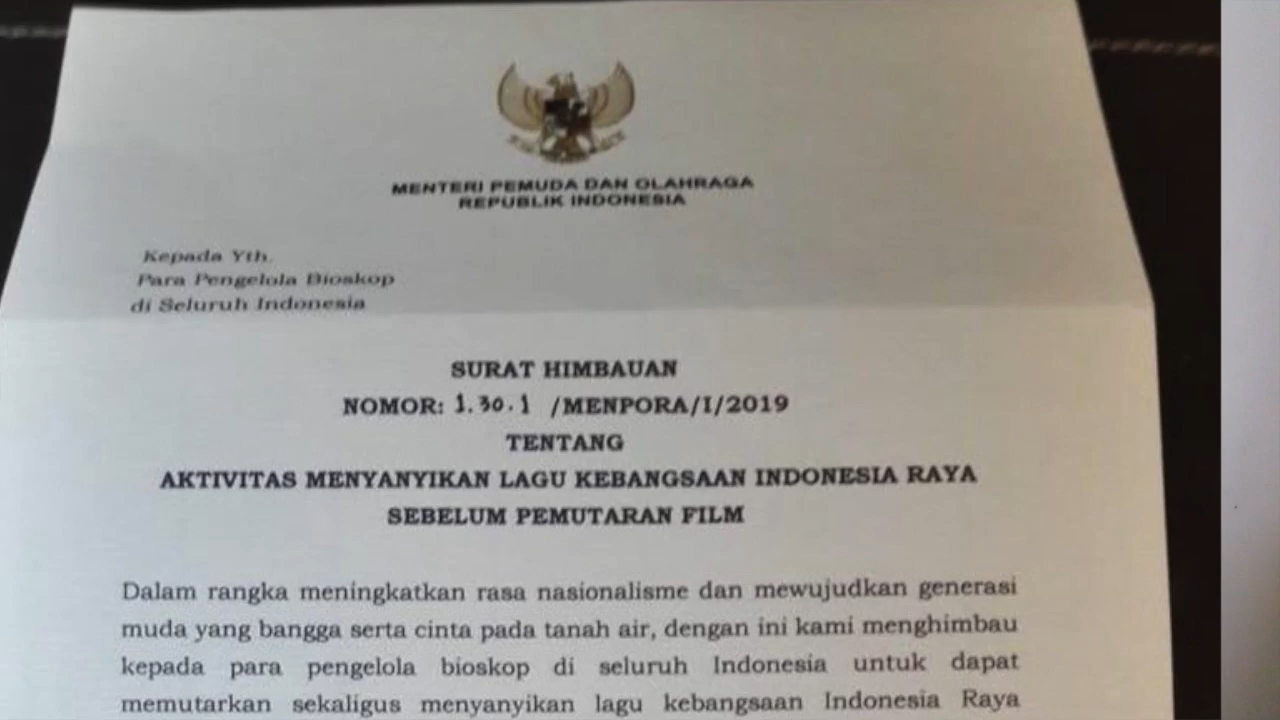 MENTERI PEMUDA DAN OLAHRAGA
REPUBLIK INDONESIA
Kepada Yth.
Para Pengelola Bioskop
di Seluruh Indonesia
SURAT HIMBAUAN
NOMOR: 1.30.1 /MENPORA/I/2019
TENTANG
AKTIVITAS MENYANYIKAN LAGU KEBANGSAAN INDONESIA RAYA
SEBELUM PEMUTARAN FILM
Dalam rangka meningkatkan rasa nasionalisme dan mewujudkan generasi
muda yang bangga serta cinta pada tanah air, dengan ini kami menghimbau
kepada para pengelola bioskop di seluruh Indonesia untuk dapat
memutarkan sekaligus menyanyikan lagu kebangsaan Indonesia Raya